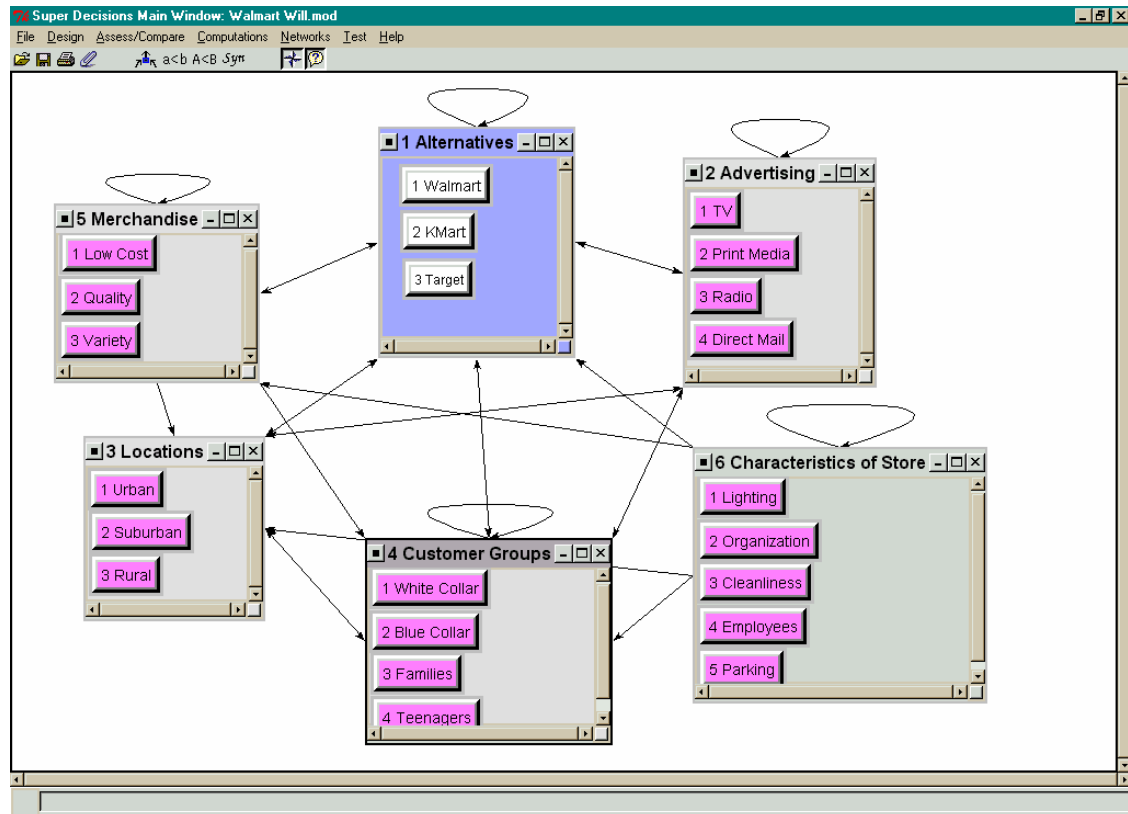 Super Decisions Main Window: Walmart Will.mod
File Design Assess/Compare Computations Networks Test Help
a<b A<B Syn
1 Alternatives
1 Walmart
2 KMart
3 Target
2 Advertising
1 TV
2 Print Media
3 Radio
4 Direct Mail
5 Merchandise
1 Low Cost
2 Quality
3 Variety
3 Locations
1 Urban
2 Suburban
3 Rural
4 Customer Groups
1 White Collar
2 Blue Collar
3 Families
4 Teenagers
6 Characteristics of Store
1 Lighting
2 Organization
3 Cleanliness
4 Employees
5 Parking